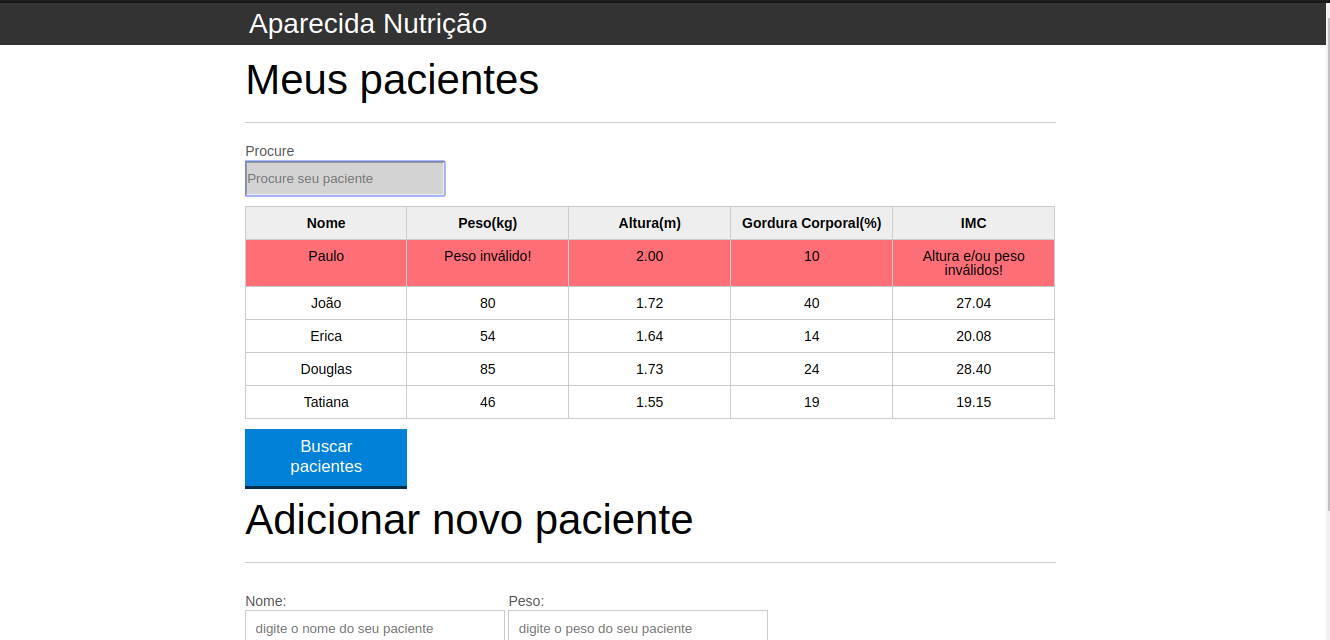 Aparecida Nutrição
Meus pacientes
Procure
Procure seu paciente
Nome Peso(kg) Altura(m) Gordura Corporal(%) IMC
Paulo Peso inválido! 2.00 10 Altura e/ou peso
inválidos!
João 80 1.72 40 27.04
Erica 54 1.64 14 20.08
Douglas 85 1.73 24 28.40
Tatiana 46 1.55 19 19.15
Buscar
pacientes
Adicionar novo paciente
Nome: Peso:
digite o nome do seu paciente digite o peso do seu paciente